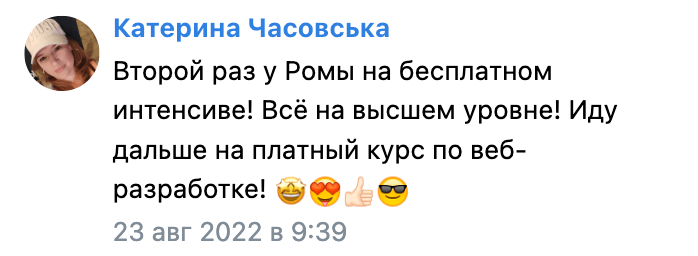 Катерина Часовська
Второй раз у Ромы на бесплатном
интенсиве! Всё на высшем уровне! Иду
дальше на платный курс по веб-
разработке! 🤩😍👍🏻😎
23 авг 2022 в 9:39